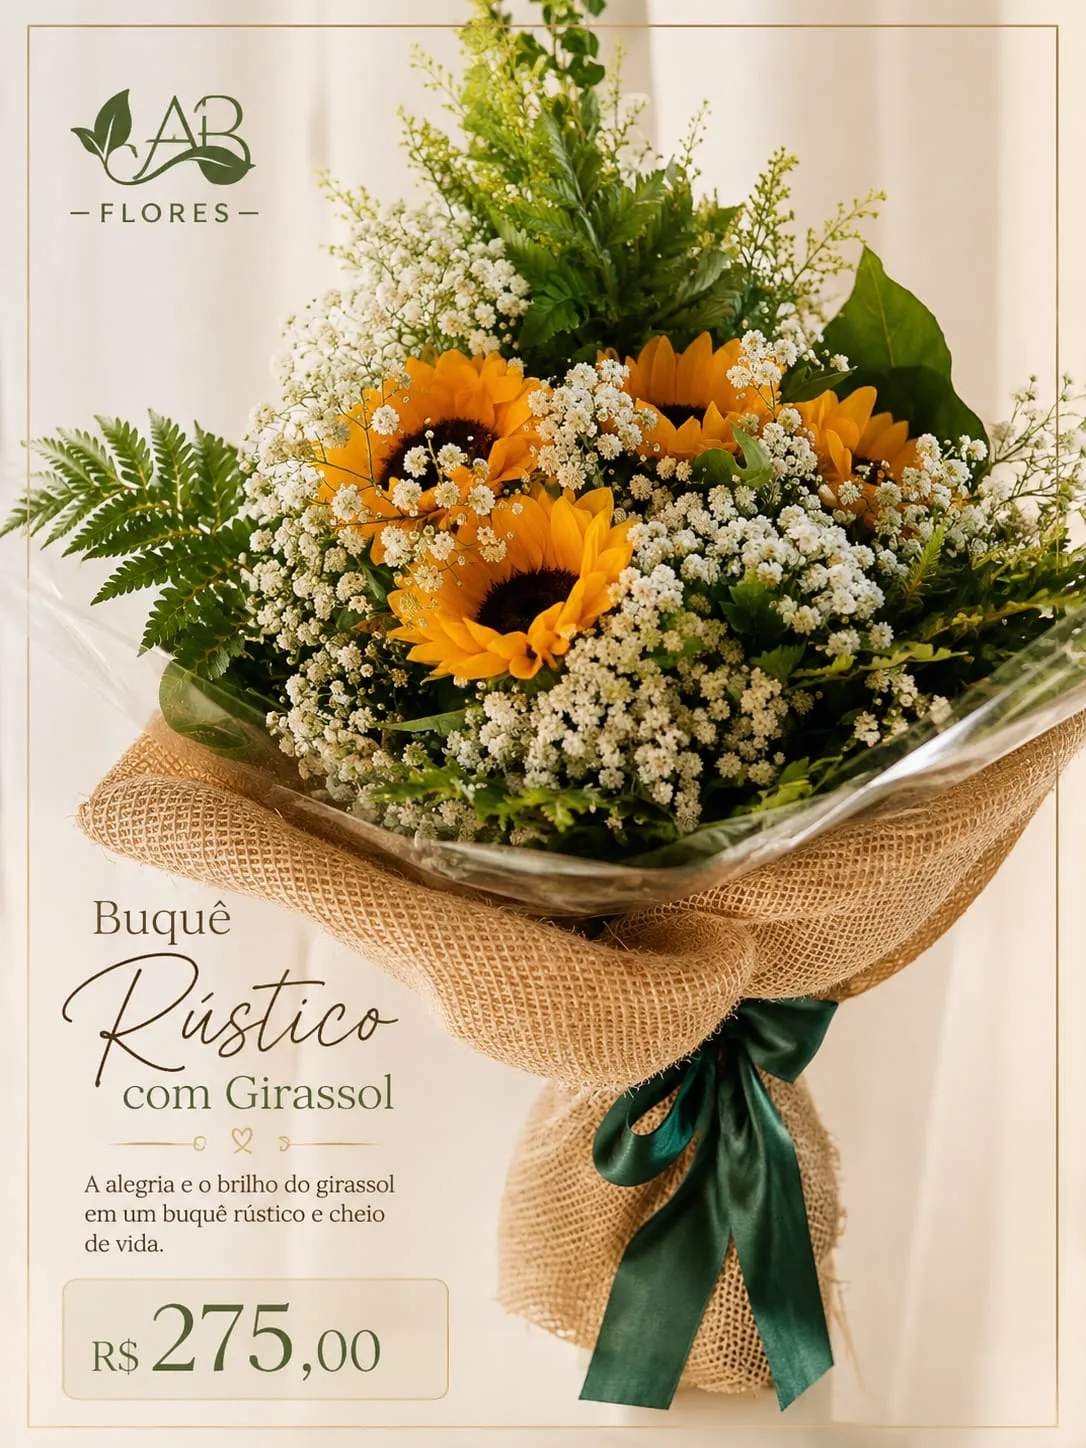 AB
— FLORES —
Buquê
Rústico
com Girassol
A alegria e o brilho do girassol
em um buquê rústico e cheio
de vida.
R$ 275,00